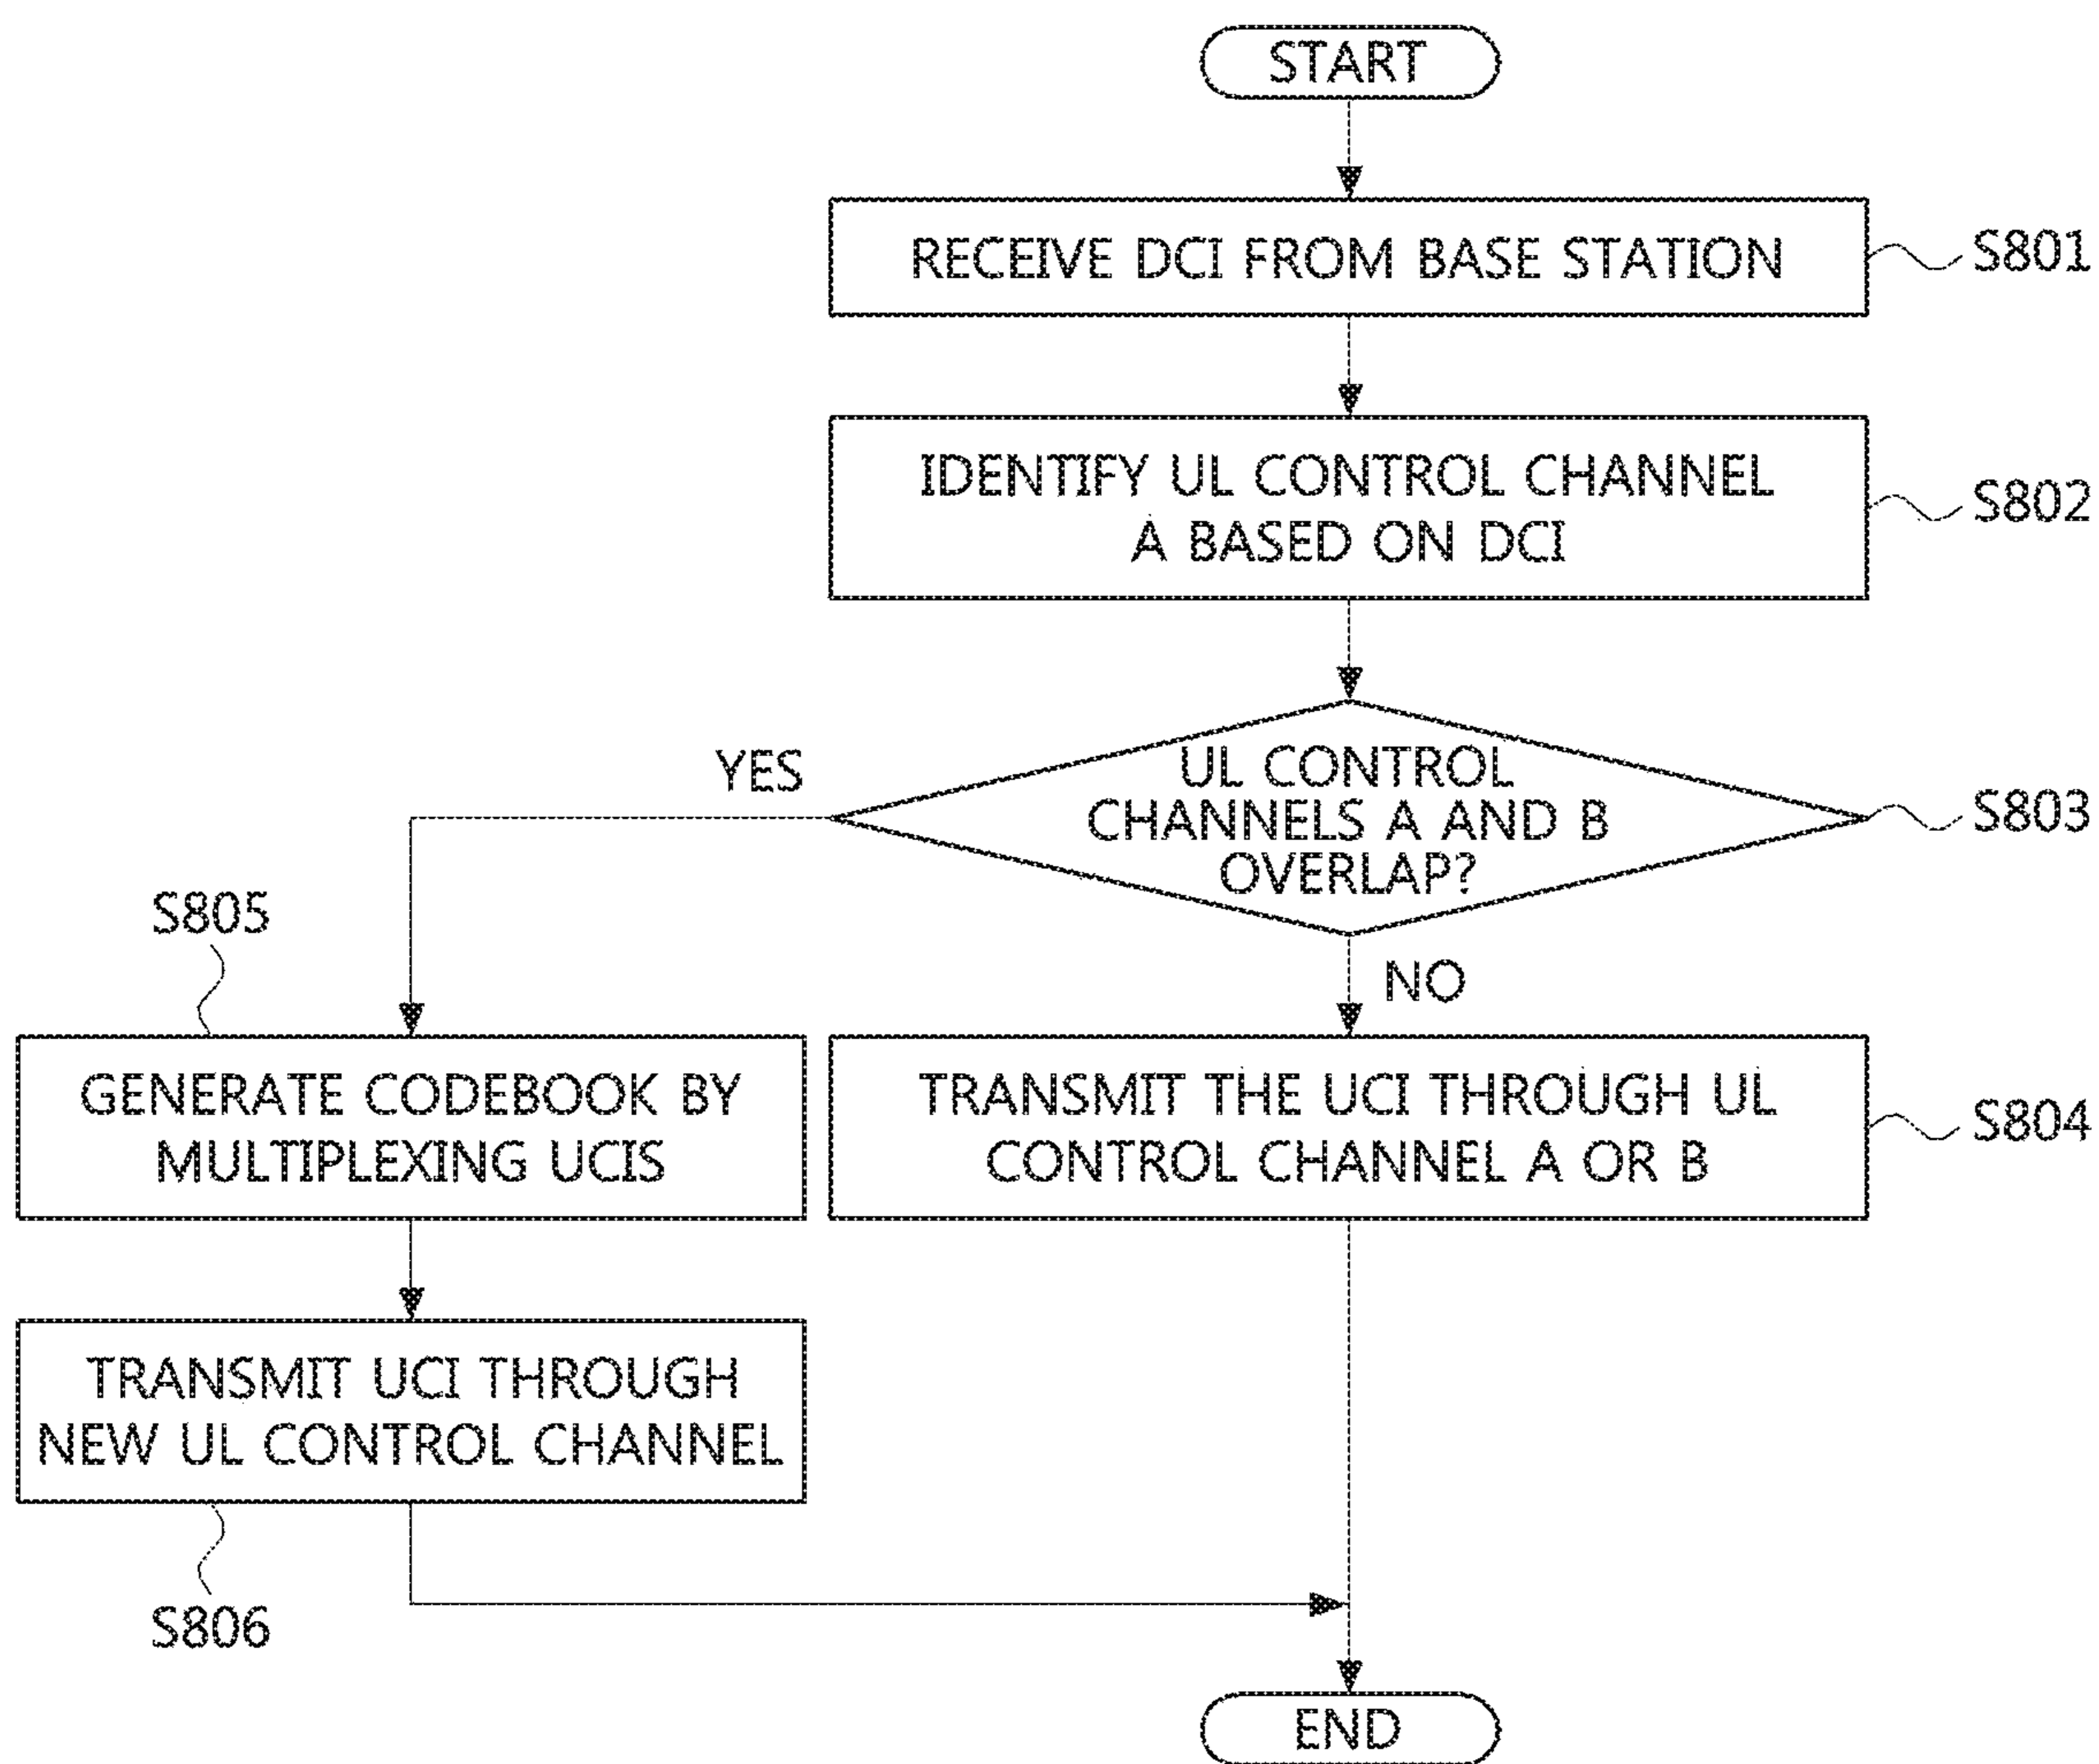 START
RECEIVE DCI FROM BASE STATION
S801
IDENTIFY UL CONTROL CHANNEL
A BASED ON DCI
S802
UL CONTROL
CHANNELS A AND B
OVERLAP?
S803
YES
NO
S805
GENERATE CODEBOOK BY
MULTIPLEXING UCIS
TRANSMIT THE UCI THROUGH UL
CONTROL CHANNEL A OR B
S804
TRANSMIT UCI THROUGH
NEW UL CONTROL CHANNEL
S806
END